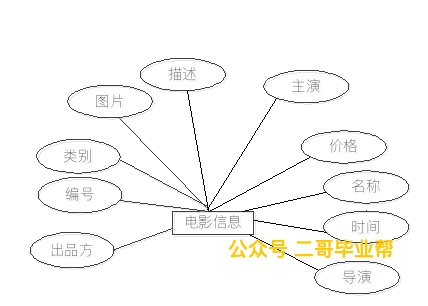 描述
主演
图片
价格
类别
名称
编号
电影信息
时间
出品方
公众号 二哥毕业帮
导演